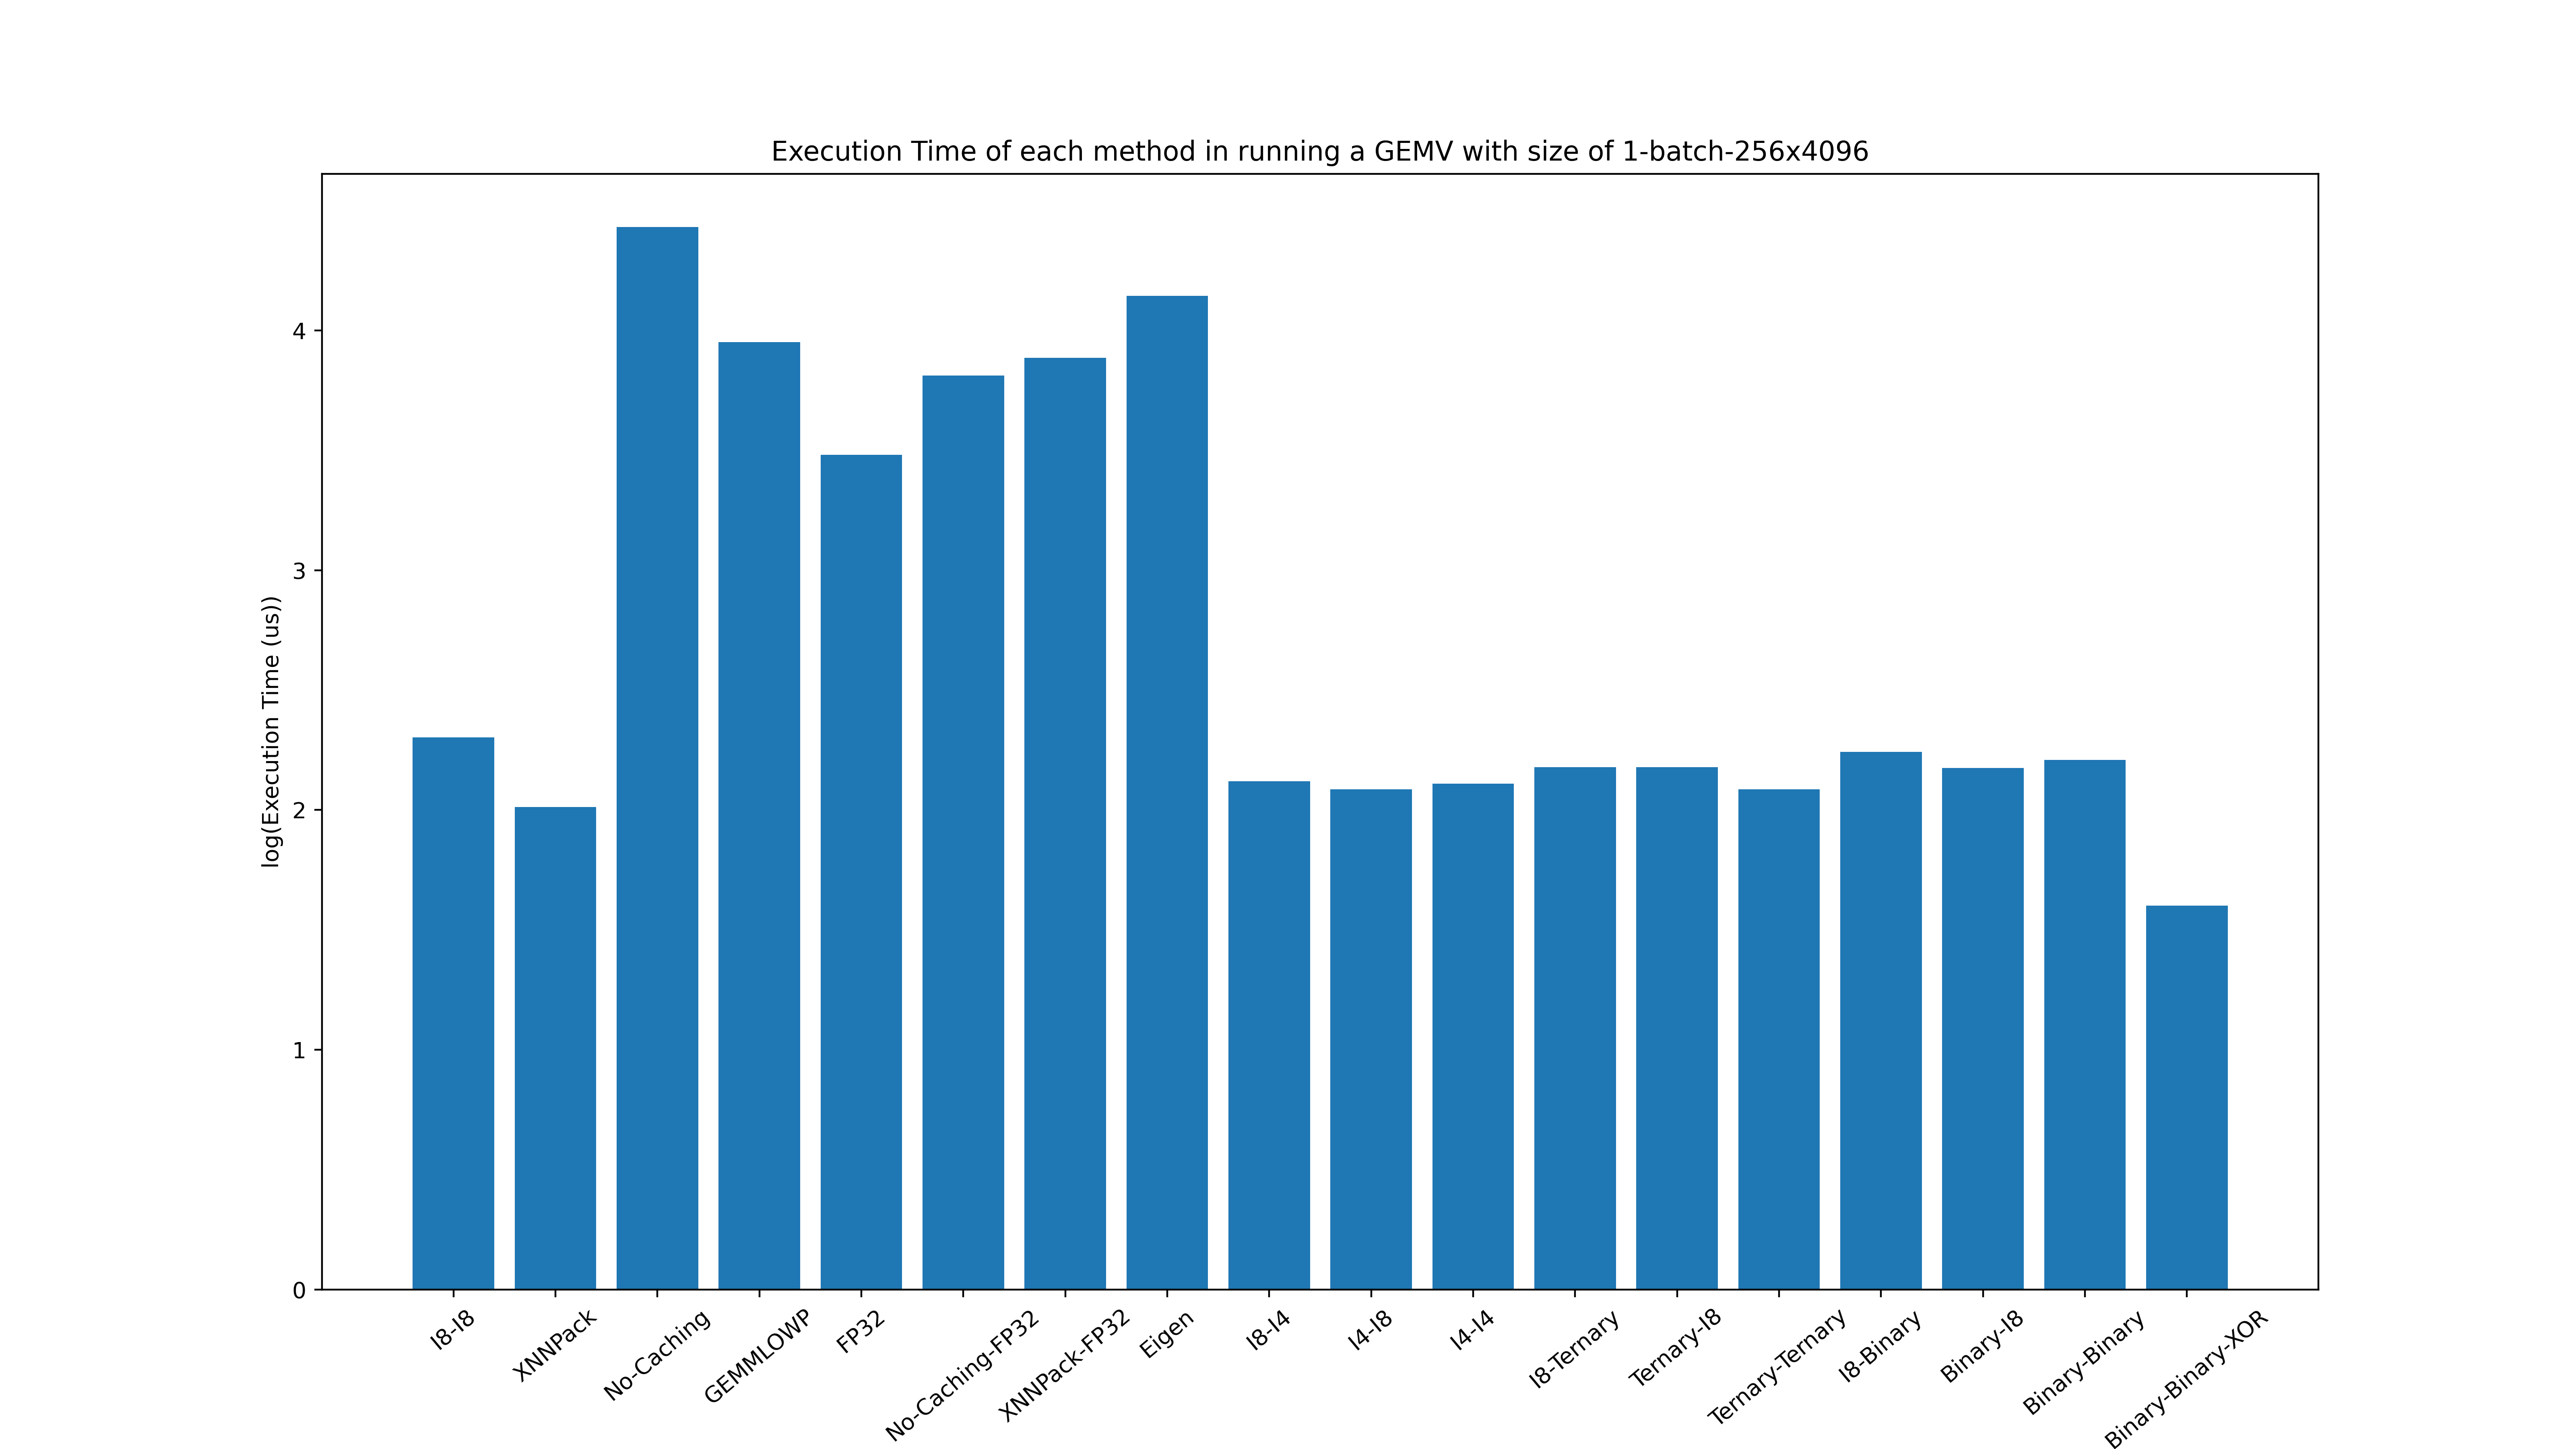 Execution Time of each method in running a GEMV with size of 1-batch-256x4096
log(Execution Time (us))
4
3
2
1
0
I8-I8
XNNPack
No-Caching
GEMMLOWP
FP32
No-Caching-FP32
XNNPack-FP32
Eigen
I8-I4
I4-I8
I4-I4
I8-Ternary
Ternary-I8
Ternary-Ternary
I8-Binary
Binary-I8
Binary-Binary
Binary-Binary-XOR